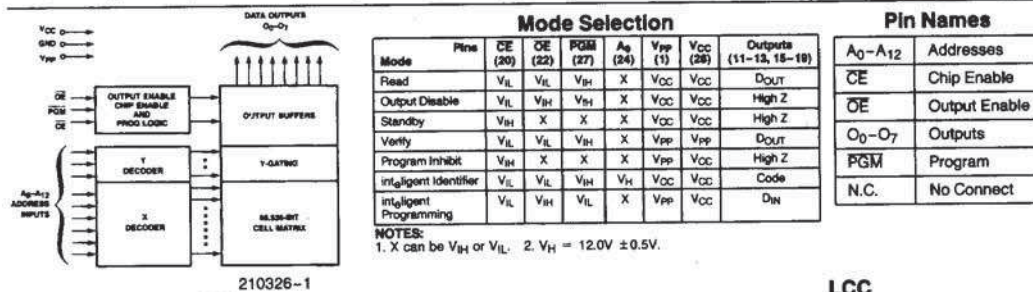 DATA OUTPUTS
O₀–O₇
VCC
GND
VPP
OE
PGM
CE
OUTPUT ENABLE
CHIP ENABLE
AND
PROG LOGIC
OUTPUT BUFFERS
Y
DECODER
Y-GATING
A₀–A₁₂
ADDRESS
INPUTS
X
DECODER
65,536-BIT
CELL MATRIX
210326–1
Mode Selection
Pins CE OE PGM A₉ VPP VCC Outputs
Mode (20) (22) (27) (24) (1) (28) (11–13, 15–19)
Read VIL VIL VIH X VCC VCC DOUT
Output Disable VIL VIH VIH X VCC VCC High Z
Standby VIH X X X VCC VCC High Z
Verify VIL VIL VIH X VPP VPP DOUT
Program Inhibit VIH X X X VPP VCC High Z
inteligent Identifier VIL VIL VIH VH VCC VCC Code
inteligent
Programming VIL VIH VIL X VPP VCC DIN
NOTES:
1. X can be VIH or VIL. 2. VH = 12.0V ±0.5V.
Pin Names
A₀–A₁₂ Addresses
CE Chip Enable
OE Output Enable
O₀–O₇ Outputs
PGM Program
N.C. No Connect
LCC